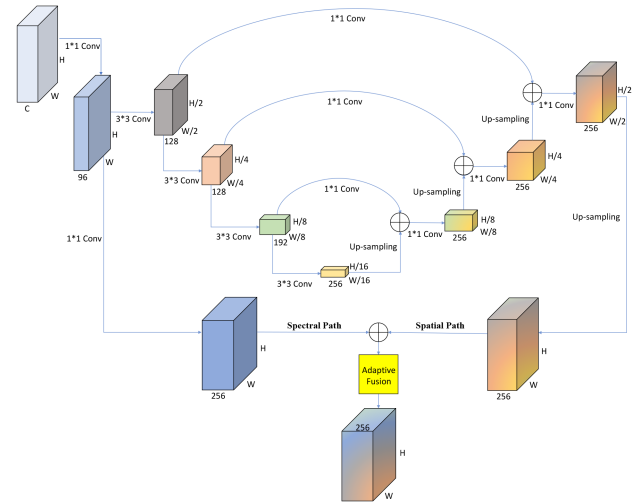 1*1 Conv
1*1 Conv
H
H/2
H/2
1*1 Conv
C
W
3*3 Conv
W/2
1*1 Conv
W/2
H
128
Up-sampling
256
W
H/4
H/4
96
3*3 Conv
W/4
1*1 Conv
W/4
128
1*1 Conv
Up-sampling
256
Up-sampling
H/8
H/8
3*3 Conv
W/8
1*1 Conv
W/8
192
Up-sampling
256
1*1 Conv
H/16
3*3 Conv
256
W/16
Spectral Path
Spatial Path
H
H
W
Adaptive
Fusion
W
256
256
256
H
W